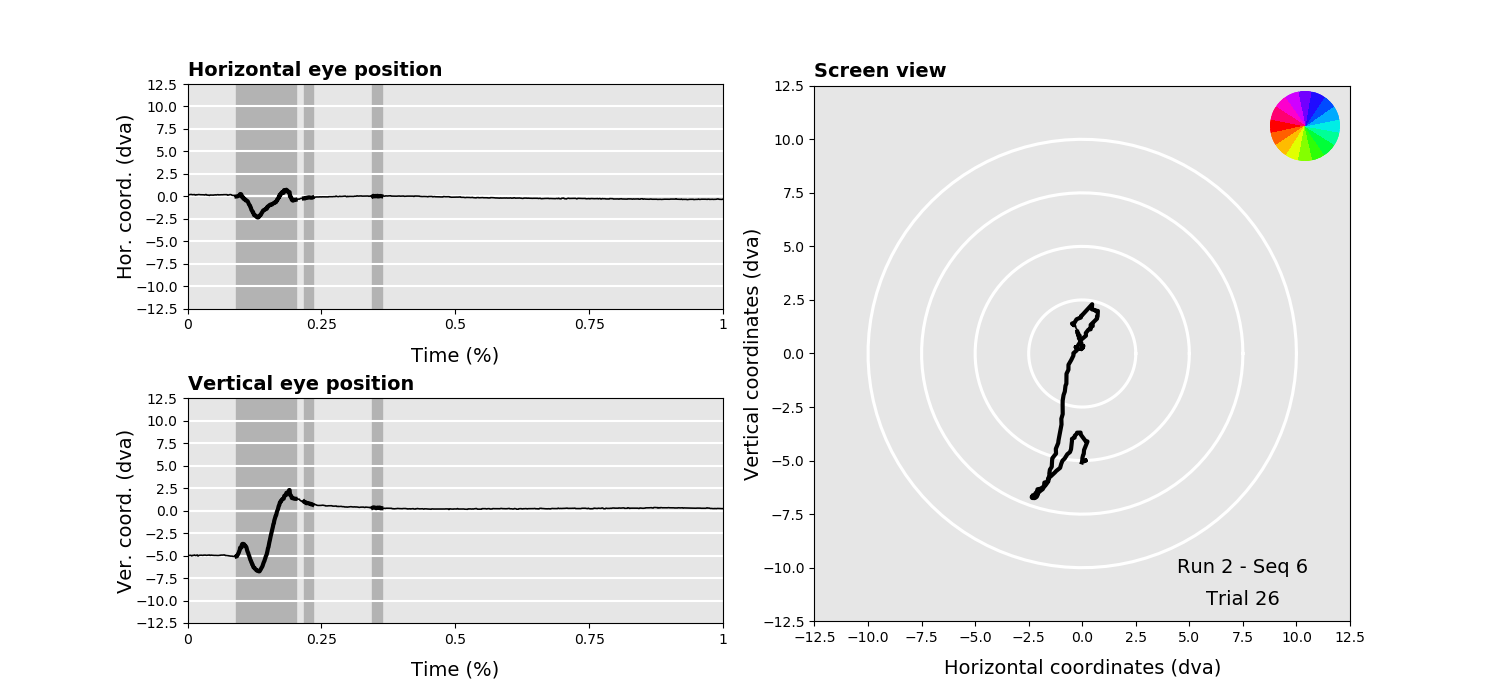 Horizontal eye position
Hor. coord. (dva)
12.5
10.0
7.5
5.0
2.5
0.0
−2.5
−5.0
−7.5
−10.0
−12.5
0 0.25 0.5 0.75 1
Time (%)
Vertical eye position
Ver. coord. (dva)
12.5
10.0
7.5
5.0
2.5
0.0
−2.5
−5.0
−7.5
−10.0
−12.5
0 0.25 0.5 0.75 1
Time (%)
Screen view
Vertical coordinates (dva)
12.5
10.0
7.5
5.0
2.5
0.0
−2.5
−5.0
−7.5
−10.0
−12.5
Run 2 - Seq 6
Trial 26
−12.5 −10.0 −7.5 −5.0 −2.5 0.0 2.5 5.0 7.5 10.0 12.5
Horizontal coordinates (dva)